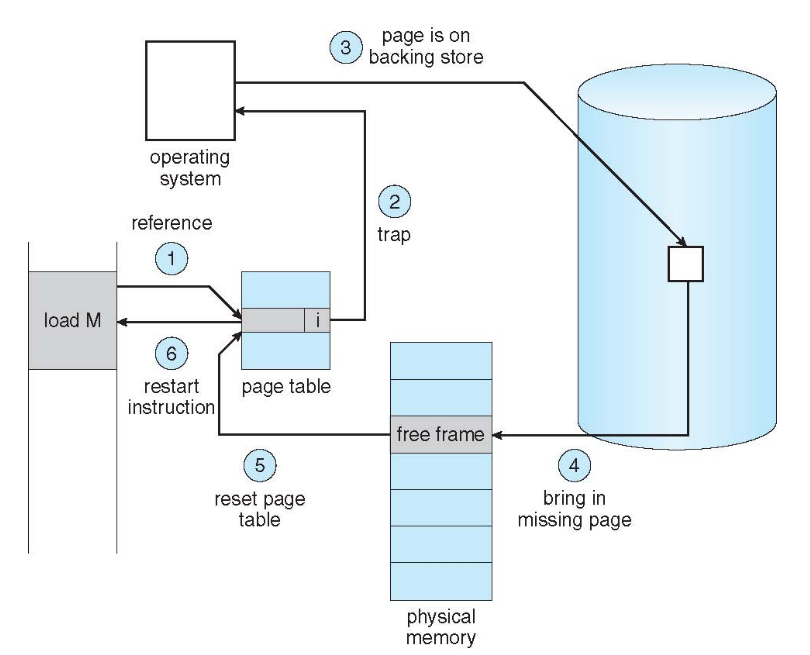 3
page is on
backing store
operating
system
reference
1
2
trap
load M
i
6
restart
instruction
page table
free frame
5
reset page
table
4
bring in
missing page
physical
memory